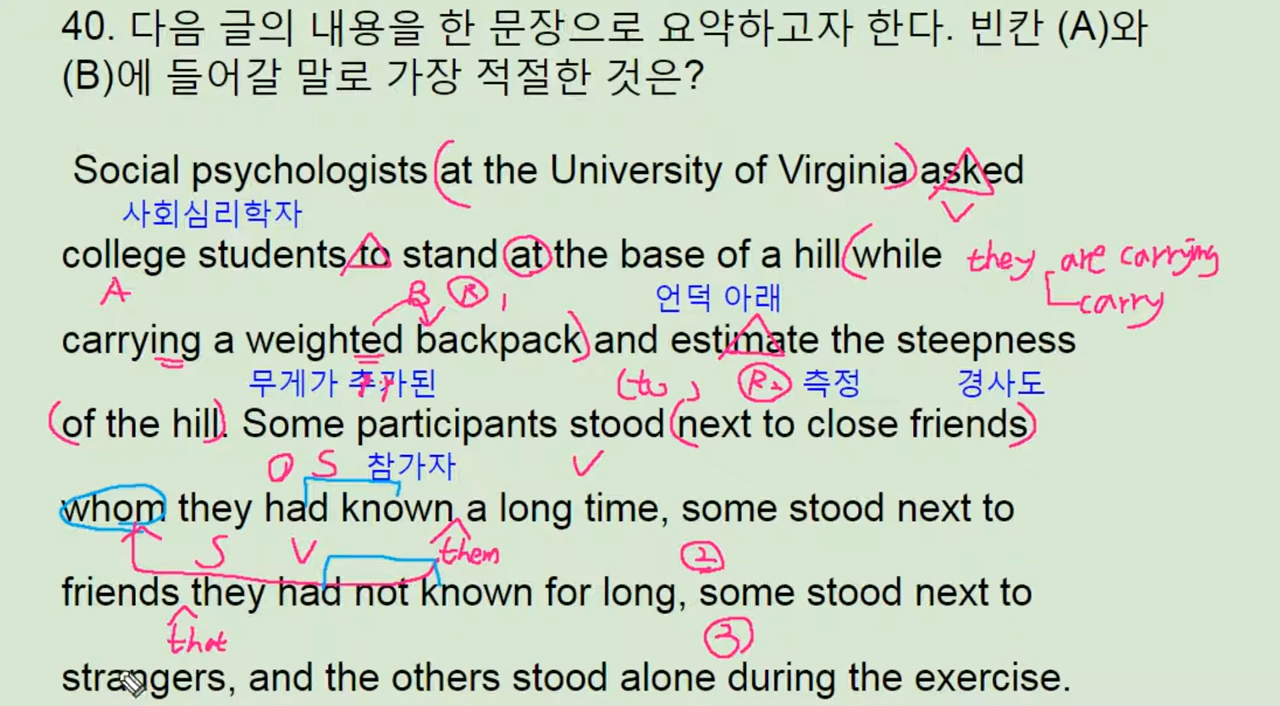 40. 다음 글의 내용을 한 문장으로 요약하고자 한다. 빈칸 (A)와
(B)에 들어갈 말로 가장 적절한 것은?
Social psychologists (at the University of Virginia) asked
사회심리학자 V
college students to stand at the base of a hill (while they are carrying
A B R 1 언덕 아래 carry
carrying a weighted backpack) and estimate the steepness
무게가 추가된 (to) R2 측정 경사도
(of the hill). Some participants stood (next to close friends)
① S 참가자 V
whom they had known a long time, some stood next to
S V them ②
friends they had not known for long, some stood next to
that ③
strangers, and the others stood alone during the exercise.